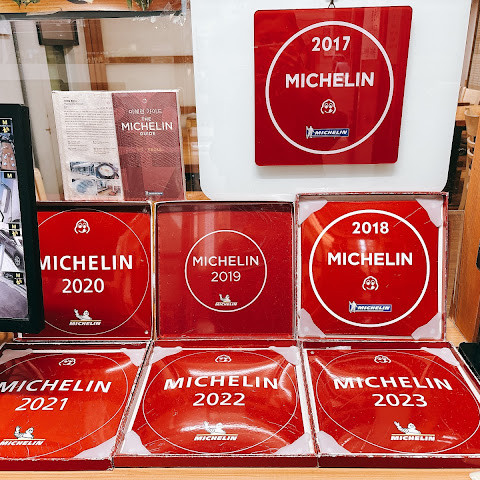 2017
MICHELIN
MICHELIN
미쉐린 가이드
THE
MICHELIN
GUIDE
MICHELIN
2020
MICHELIN
MICHELIN
2019
MICHELIN
2018
MICHELIN
MICHELIN
MICHELIN
2021
MICHELIN
MICHELIN
2022
MICHELIN
MICHELIN
2023
MICHELIN